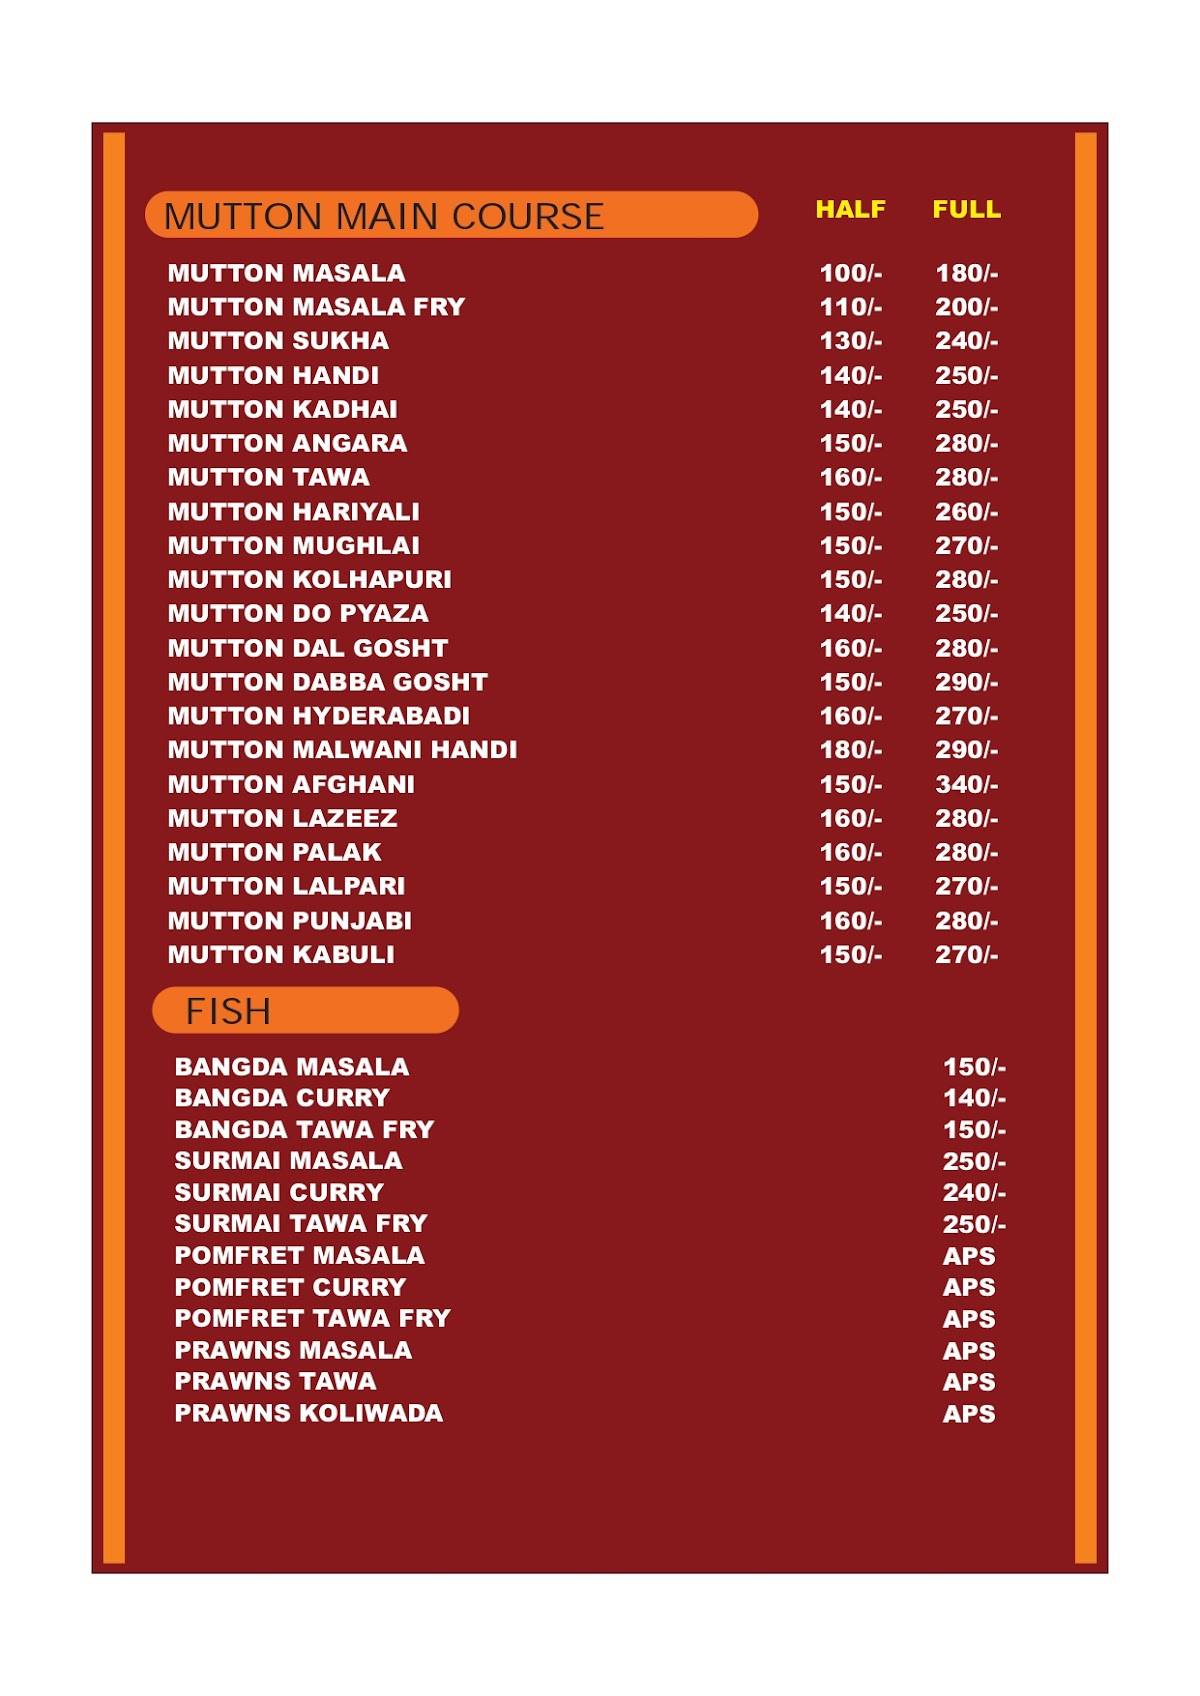 MUTTON MAIN COURSE HALF FULL
MUTTON MASALA 100/- 180/-
MUTTON MASALA FRY 110/- 200/-
MUTTON SUKHA 130/- 240/-
MUTTON HANDI 140/- 250/-
MUTTON KADHAI 140/- 250/-
MUTTON ANGARA 150/- 280/-
MUTTON TAWA 160/- 280/-
MUTTON HARIYALI 150/- 260/-
MUTTON MUGHLAI 150/- 270/-
MUTTON KOLHAPURI 150/- 280/-
MUTTON DO PYAZA 140/- 250/-
MUTTON DAL GOSHT 160/- 280/-
MUTTON DABBA GOSHT 150/- 290/-
MUTTON HYDERABADI 160/- 270/-
MUTTON MALWANI HANDI 180/- 290/-
MUTTON AFGHANI 150/- 340/-
MUTTON LAZEEZ 160/- 280/-
MUTTON PALAK 160/- 280/-
MUTTON LALPARI 150/- 270/-
MUTTON PUNJABI 160/- 280/-
MUTTON KABULI 150/- 270/-
FISH
BANGDA MASALA 150/-
BANGDA CURRY 140/-
BANGDA TAWA FRY 150/-
SURMAI MASALA 250/-
SURMAI CURRY 240/-
SURMAI TAWA FRY 250/-
POMFRET MASALA APS
POMFRET CURRY APS
POMFRET TAWA FRY APS
PRAWNS MASALA APS
PRAWNS TAWA APS
PRAWNS KOLIWADA APS